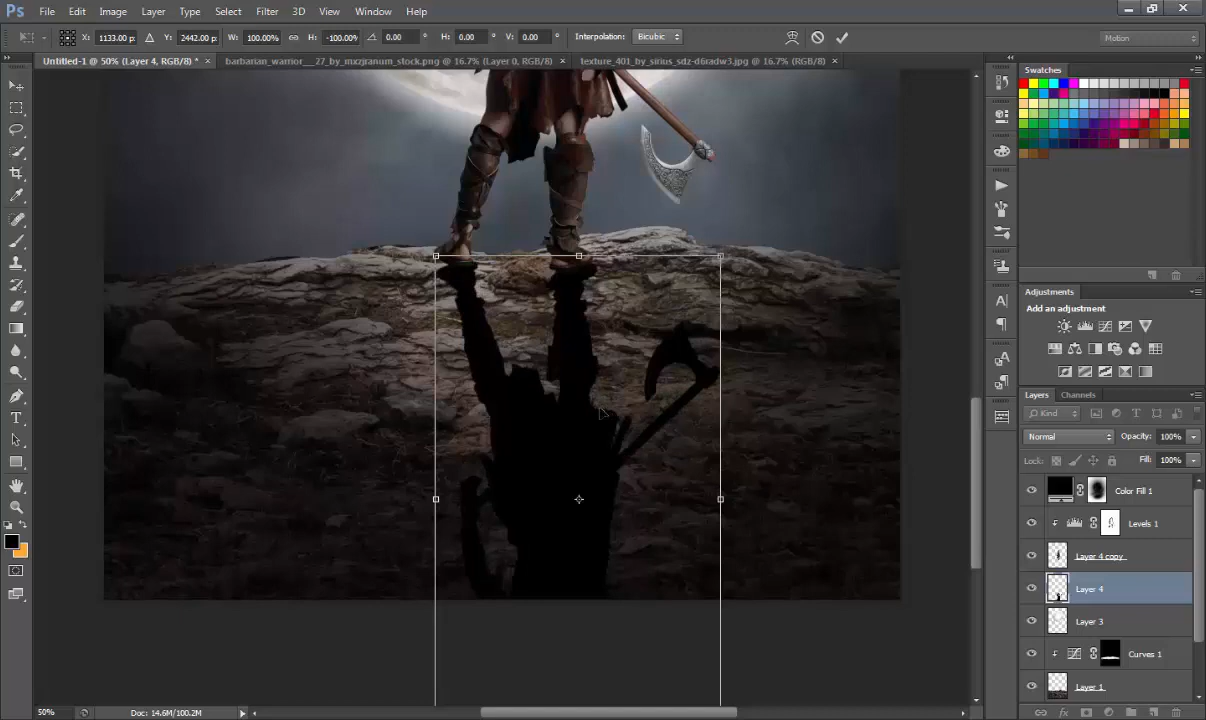 Ps File Edit Image Layer Type Select Filter 3D View Window Help
X: 1133.00 p: Y: 2442.00 p: W: 100.00% H: -100.00% 0.00 ° H: 0.00 ° V: 0.00 ° Interpolation: Bicubic Motion
Untitled-1 @ 50% (Layer 4, RGB/8) * × barbarian_warrior___27_by_mxzjranum_stock.png @ 16.7% (Layer 0, RGB/8) × texture_401_by_sirius_sdz-d6radw3.jpg @ 16.7% (RGB/8) ×
Swatches
Adjustments
Add an adjustment
Layers Channels
Kind
Normal Opacity: 100%
Lock: Fill: 100%
Color Fill 1
Levels 1
Layer 4 copy
Layer 4
Layer 3
Curves 1
Layer 1
50% Doc: 14.6M/100.2M